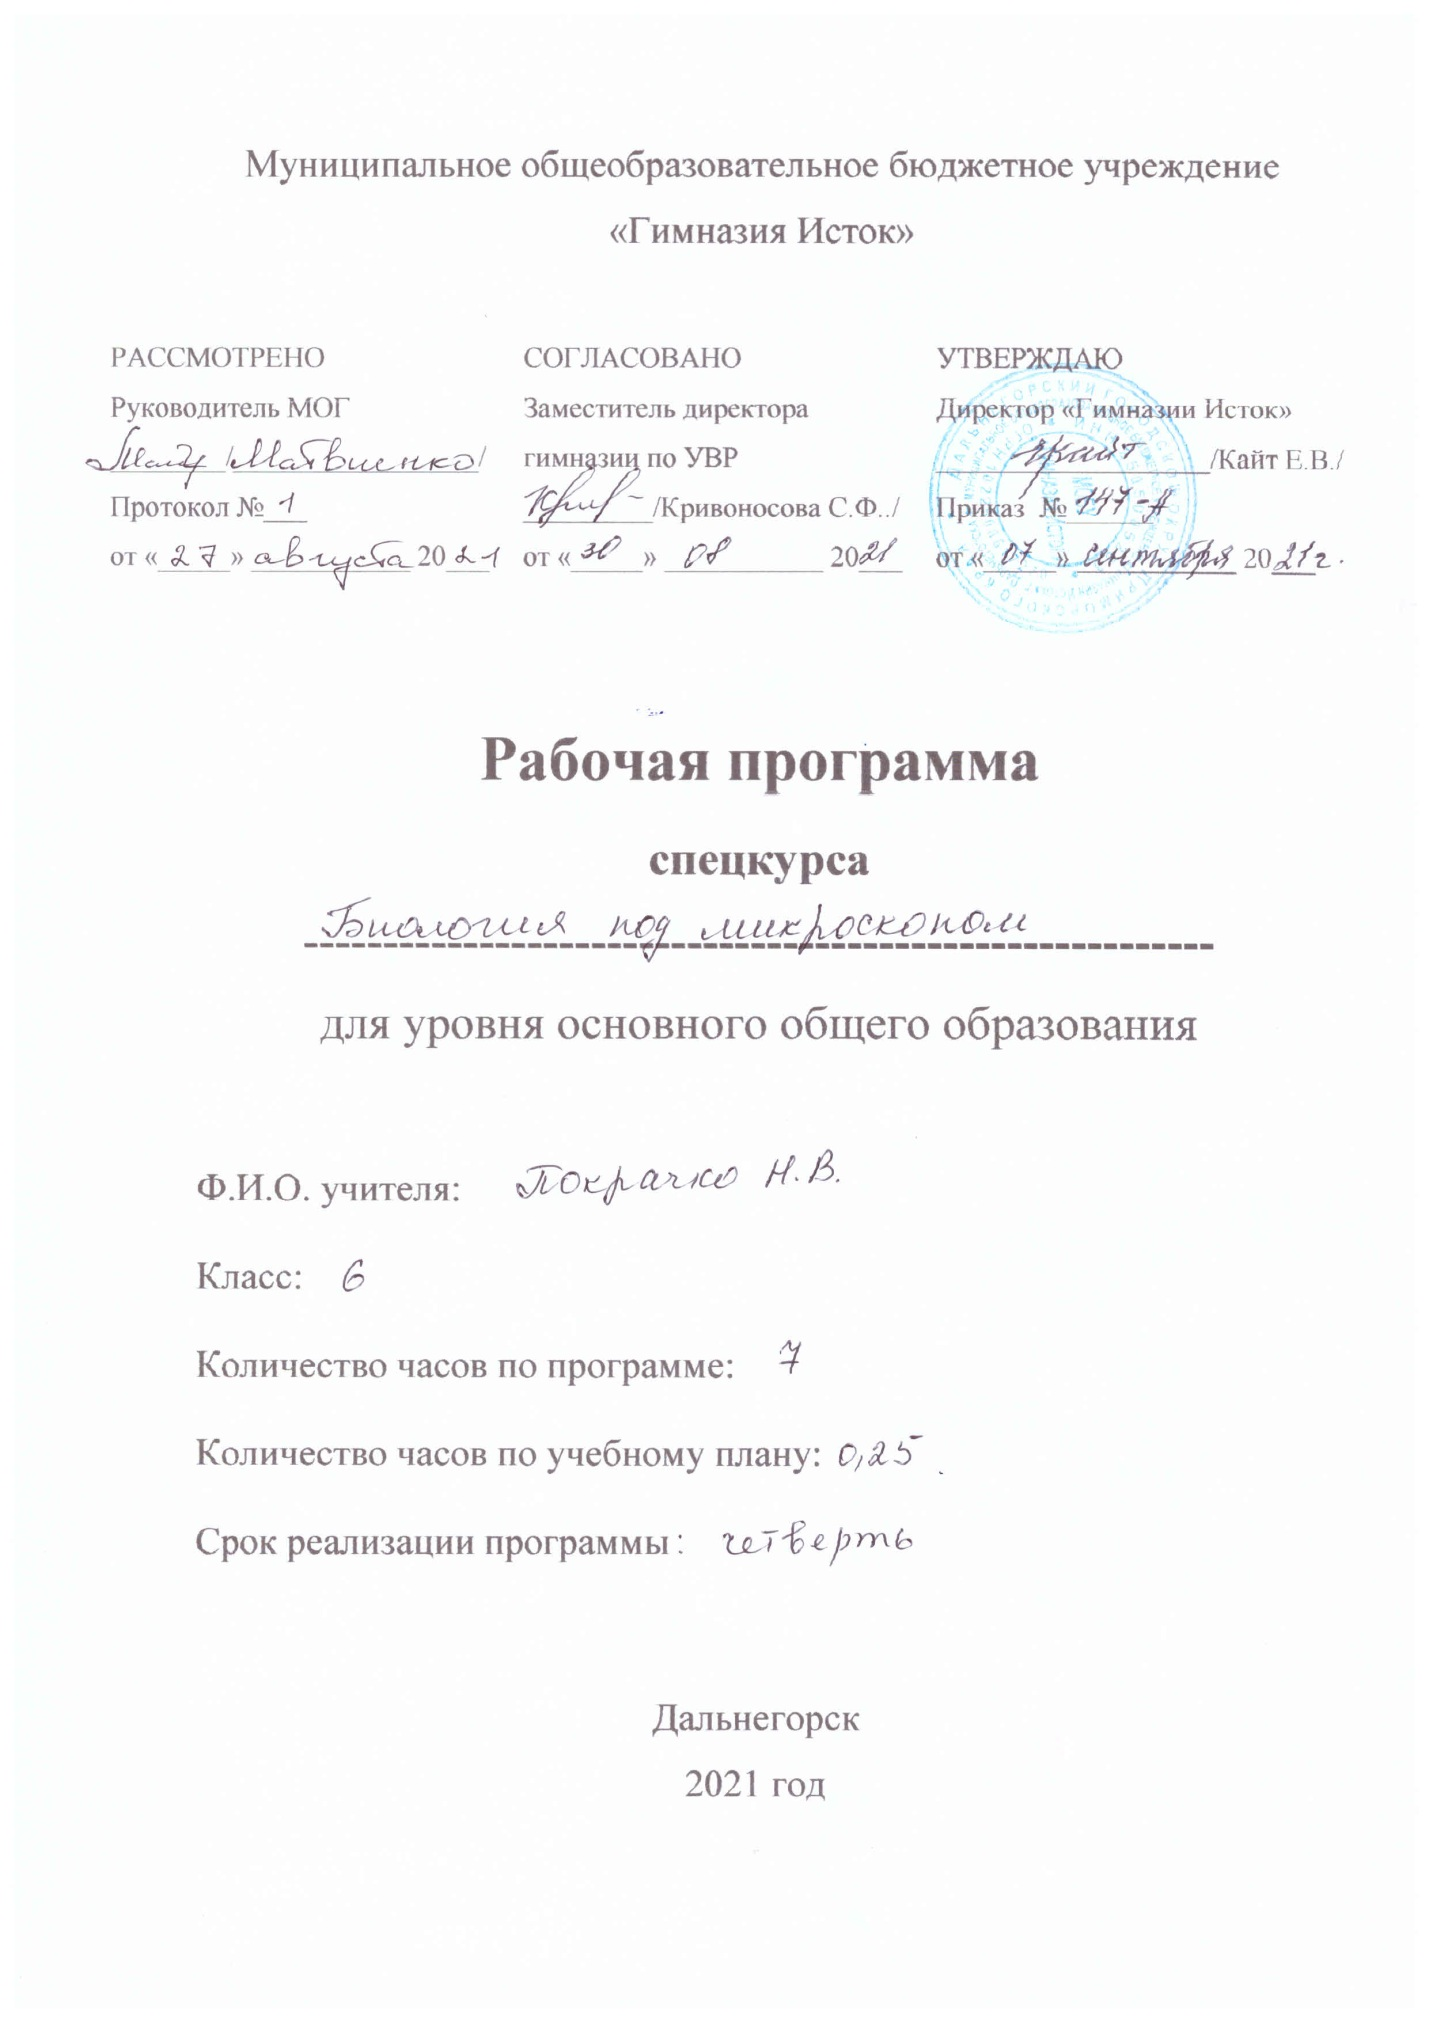 Муниципальное общеобразовательное бюджетное учреждение
«Гимназия Исток»
РАССМОТРЕНО
Руководитель МОГ
/Матвиенко/
Протокол № 1
от «27» августа 2021
СОГЛАСОВАНО
Заместитель директора
гимназии по УВР
/Кривоносова С.Ф../
от «30» 08 2021
УТВЕРЖДАЮ
Директор «Гимназии Исток»
/Кайт Е.В./
Приказ № 147-А
от «07» сентября 2021г.
Рабочая программа
спецкурса
Биология под микроскопом
для уровня основного общего образования
Ф.И.О. учителя: Покрачко Н.В.
Класс: 6
Количество часов по программе: 7
Количество часов по учебному плану: 0,25
Срок реализации программы : четверть
Дальнегорск
2021 год